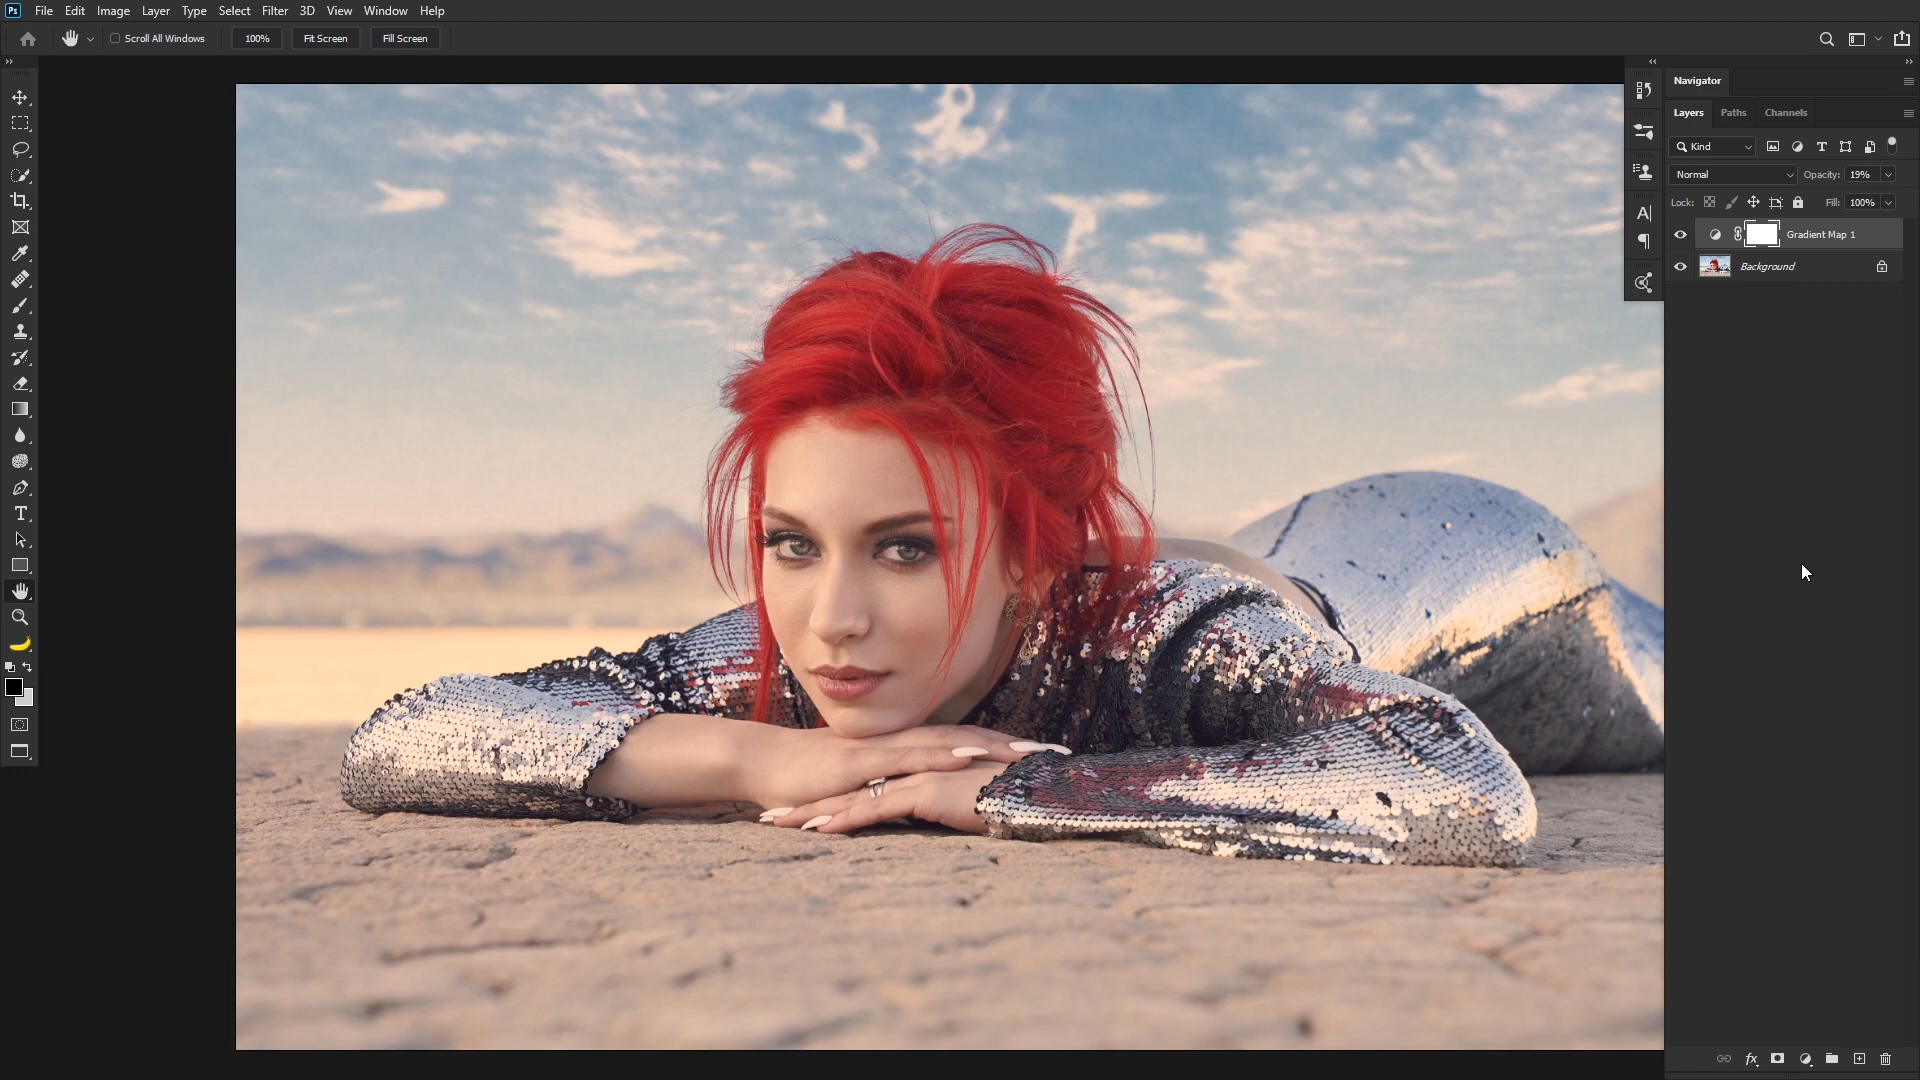 Ps File Edit Image Layer Type Select Filter 3D View Window Help
Scroll All Windows 100% Fit Screen Fill Screen
Navigator
Layers Paths Channels
Kind
Normal Opacity: 19%
Lock: Fill: 100%
Gradient Map 1
Background
fx